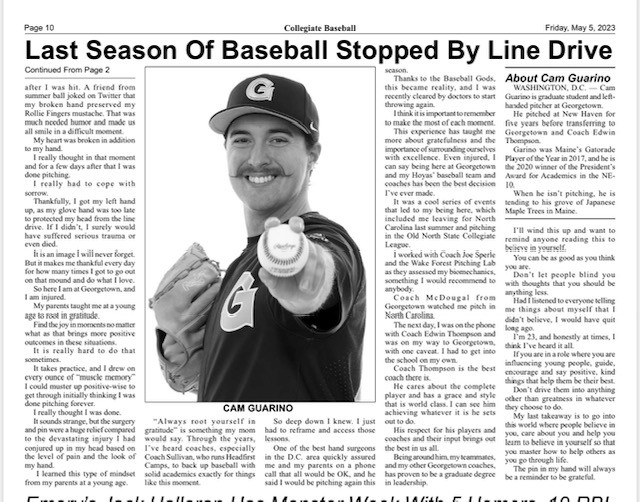 Page 10
Collegiate Baseball
Friday, May 5, 2023
Last Season Of Baseball Stopped By Line Drive
Continued From Page 2
after I was hit. A friend from
summer ball joked on Twitter that
my broken hand preserved my
Rollie Fingers mustache. That was
much needed humor and made us
all smile in a difficult moment.
My heart was broken in addition
to my hand.
I really thought in that moment
and for a few days after that I was
done pitching.
I really had to cope with
sorrow.
Thankfully, I got my left hand
up, as my glove hand was too late
to protected my head from the line
drive. If I didn't, I surely would
have suffered serious trauma or
even died.
It is an image I will never forget.
But it makes me thankful every day
for how many times I got to go out
on that mound and do what I love.
So here I am at Georgetown, and
I am injured.
My parents taught me at a young
age to root in gratitude.
Find the joy in moments no matter
what as that brings more positive
outcomes in these situations.
It is really hard to do that
sometimes.
It takes practice, and I drew on
every ounce of "muscle memory"
I could muster up positive-wise to
get through initially thinking I was
done pitching forever.
I really thought I was done.
It sounds strange, but the surgery
and pin were a huge relief compared
to the devastating injury I had
conjured up in my head based on
the level of pain and the look of
my hand.
I learned this type of mindset
from my parents at a young age.
G
G
Rawlings
CAM GUARINO
"Always root yourself in
gratitude" is something my mom
would say. Through the years,
I've heard coaches, especially
Coach Sullivan, who runs Headfirst
Camps, to back up baseball with
solid academics exactly for things
like this moment.
So deep down I knew. I just
had to reframe and access those
lessons.
One of the best hand surgeons
in the D.C. area quickly assured
me and my parents on a phone
call that all would be OK, and he
said I would be pitching again this
season.
Thanks to the Baseball Gods,
this became reality, and I was
recently cleared by doctors to start
throwing again.
I think it is important to remember
to make the most of each moment.
This experience has taught me
more about gratefulness and the
importance of surrounding ourselves
with excellence. Even injured, I
can say being here at Georgetown
and my Hoyas' baseball team and
coaches has been the best decision
I've ever made.
It was a cool series of events
that led to my being here, which
included me leaving for North
Carolina last summer and pitching
in the Old North State Collegiate
League.
I worked with Coach Joe Sperle
and the Wake Forest Pitching Lab
as they assessed my biomechanics,
something I would recommend to
anybody.
Coach McDougal from
Georgetown watched me pitch in
North Carolina.
The next day, I was on the phone
with Coach Edwin Thompson and
was on my way to Georgetown,
with one caveat. I had to get into
the school on my own.
Coach Thompson is the best
coach there is.
He cares about the complete
player and has a grace and style
that is world class. I can see him
achieving whatever it is he sets
out to do.
His respect for his players and
coaches and their input brings out
the best in us all.
Being around him, my teammates,
and my other Georgetown coaches,
has proven to be a graduate degree
in leadership.
About Cam Guarino
WASHINGTON, D.C. — Cam
Guarino is graduate student and left-
handed pitcher at Georgetown.
He pitched at New Haven for
five years before transferring to
Georgetown and Coach Edwin
Thompson.
Garino was Maine's Gatorade
Player of the Year in 2017, and he is
the 2020 winner of the President's
Award for Academics in the NE-
10.
When he isn't pitching, he is
tending to his grove of Japanese
Maple Trees in Maine.
I'll wind this up and want to
remind anyone reading this to
believe in yourself.
You can be as good as you think
you are.
Don't let people blind you
with thoughts that you should be
anything less.
Had I listened to everyone telling
me things about myself that I
didn't believe, I would have quit
long ago.
I'm 23, and honestly at times, I
think I've heard it all.
If you are in a role where you are
influencing young people, guide,
encourage and say positive, kind
things that help them be their best.
Don't drive them into anything
other than greatness in whatever
they choose to do.
My last takeaway is to go into
this world where people believe in
you, care about you and help you
learn to believe in yourself so that
you master how to help others as
you go through life.
The pin in my hand will always
be a reminder to be grateful.
Emory's Jack Halloran Has Monster Week With 5 Homers, 10 RBI